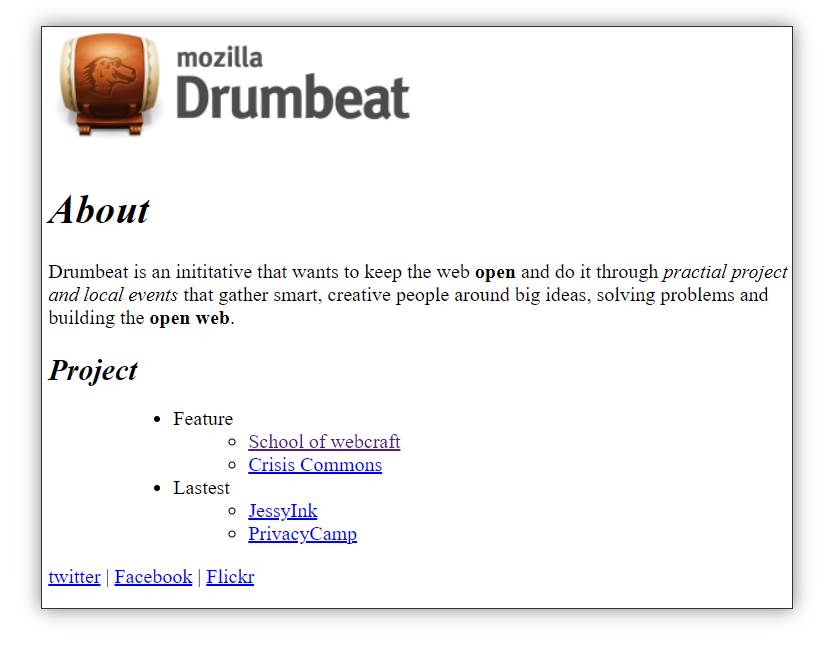 mozilla
Drumbeat
About
Drumbeat is an inititative that wants to keep the web open and do it through practial project
and local events that gather smart, creative people around big ideas, solving problems and
building the open web.
Project
Feature
School of webcraft
Crisis Commons
Lastest
JessyInk
PrivacyCamp
twitter | Facebook | Flickr